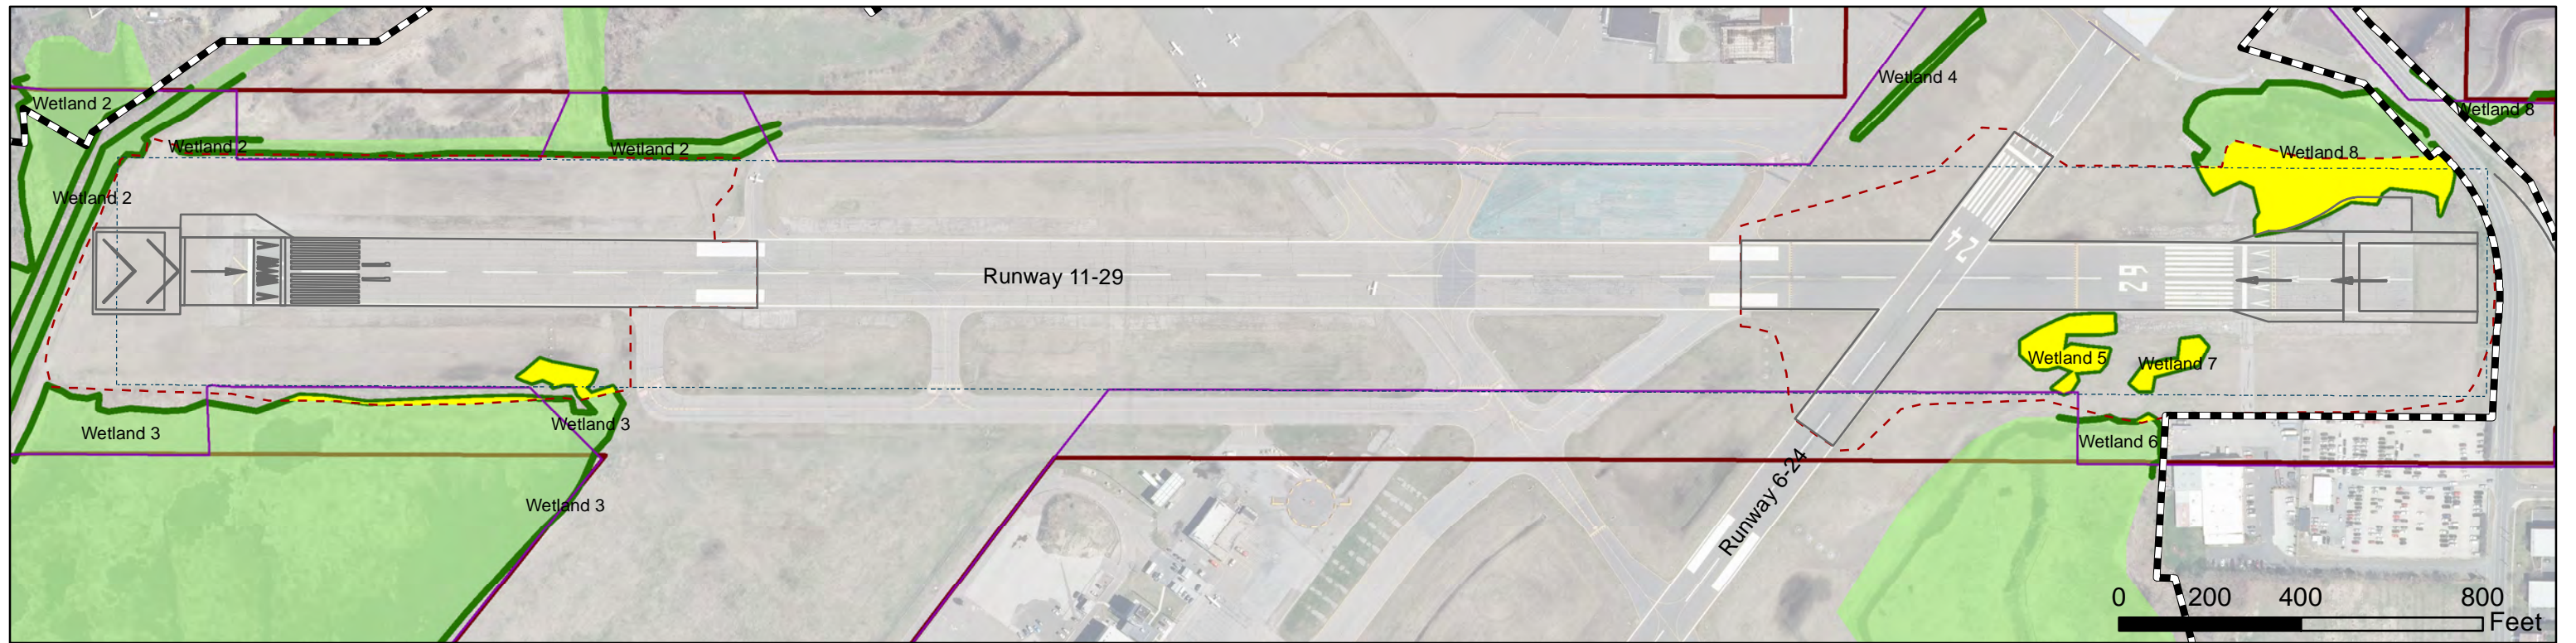 Wetland 4
Wetland 2
Wetland 8
Wetland 2
Wetland 2
Wetland 8
Wetland 2
24
11
Runway 11-29
29
Wetland 5
Wetland 7
Wetland 3
Wetland 3
Wetland 6
Wetland 3
Runway 6-24
0 200 400 800
Feet